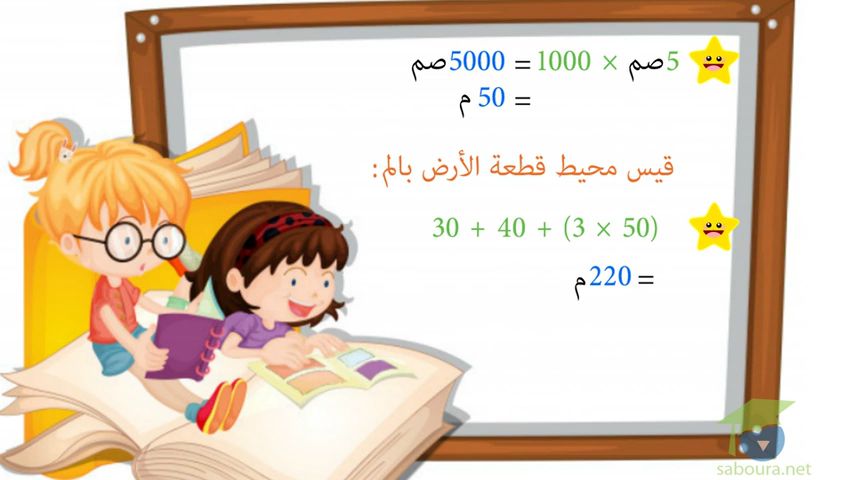 5صم × 1000 = 5000صم
= 50 م
قيس محيط قطعة الأرض بالم:
30 + 40 + (3 × 50)
= 220م
saboura.net